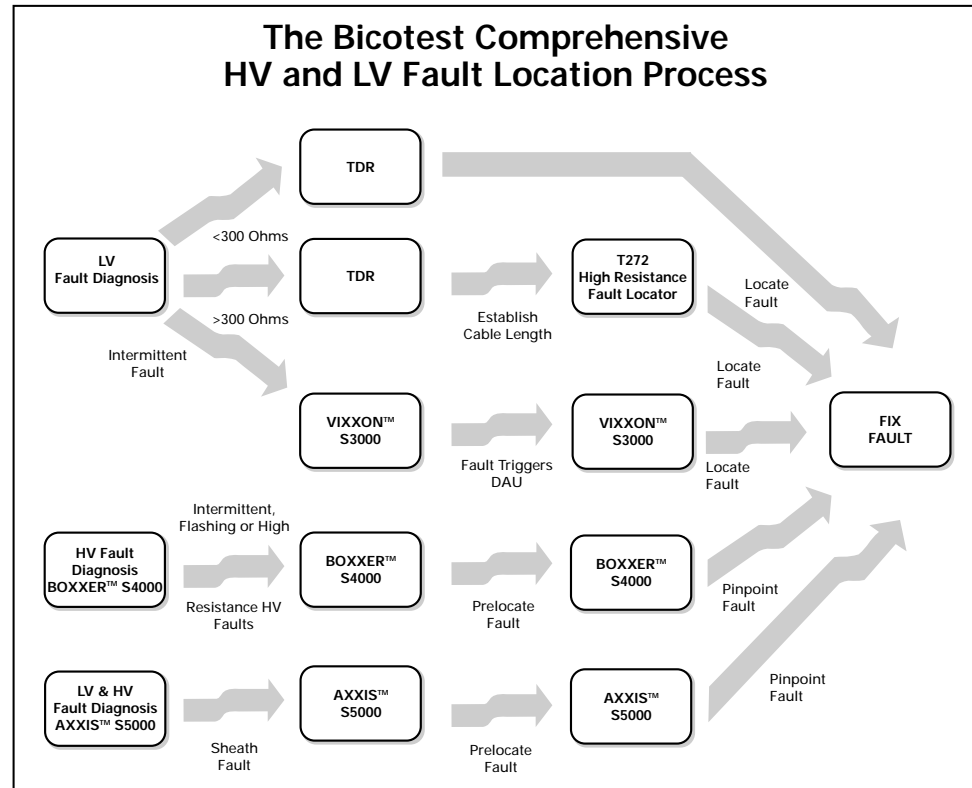 The Bicotest Comprehensive
HV and LV Fault Location Process
TDR
<300 Ohms
LV
Fault Diagnosis
TDR
T272
High Resistance
Fault Locator
Locate
Fault
>300 Ohms
Establish
Cable Length
Intermittent
Fault
Locate
Fault
VIXXON™
S3000
Fault Triggers
DAU
VIXXON™
S3000
Locate
Fault
FIX
FAULT
Intermittent,
Flashing or High
HV Fault
Diagnosis
BOXXER™ S4000
Resistance HV
Faults
BOXXER™
S4000
Prelocate
Fault
BOXXER™
S4000
Pinpoint
Fault
LV & HV
Fault Diagnosis
AXXIS™ S5000
Sheath
Fault
AXXIS™
S5000
Prelocate
Fault
AXXIS™
S5000
Pinpoint
Fault